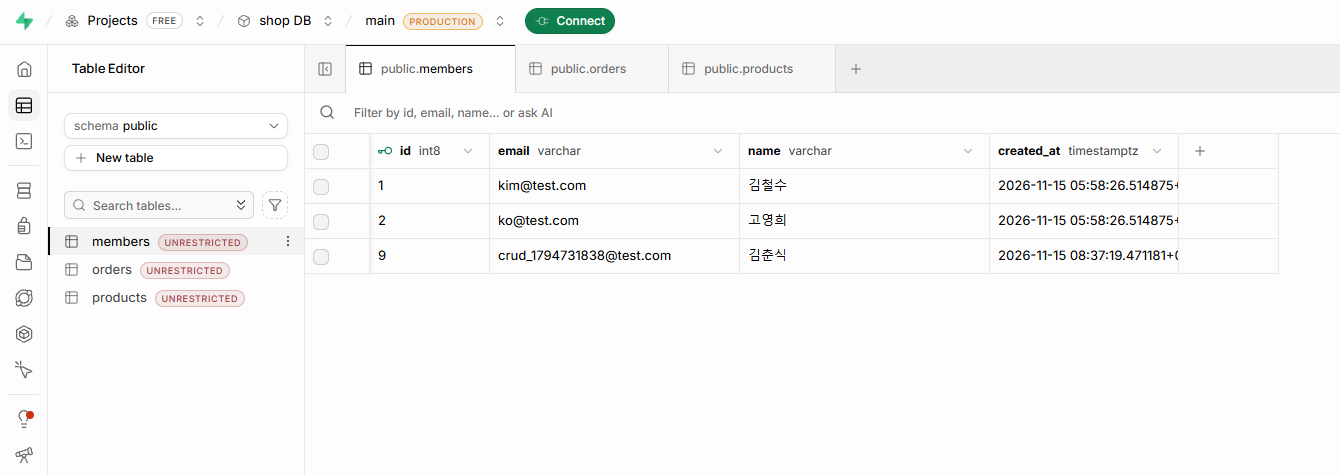 Projects FREE shop DB main PRODUCTION Connect
Table Editor
public.members public.orders public.products
schema public
New table
Search tables...
members UNRESTRICTED
orders UNRESTRICTED
products UNRESTRICTED
Filter by id, email, name... or ask AI
id int8 email varchar name varchar created_at timestamptz
1 kim@test.com 김철수 2026-11-15 05:58:26.514875+
2 ko@test.com 고영희 2026-11-15 05:58:26.514875+
9 crud_1794731838@test.com 김춘식 2026-11-15 08:37:19.471181+0